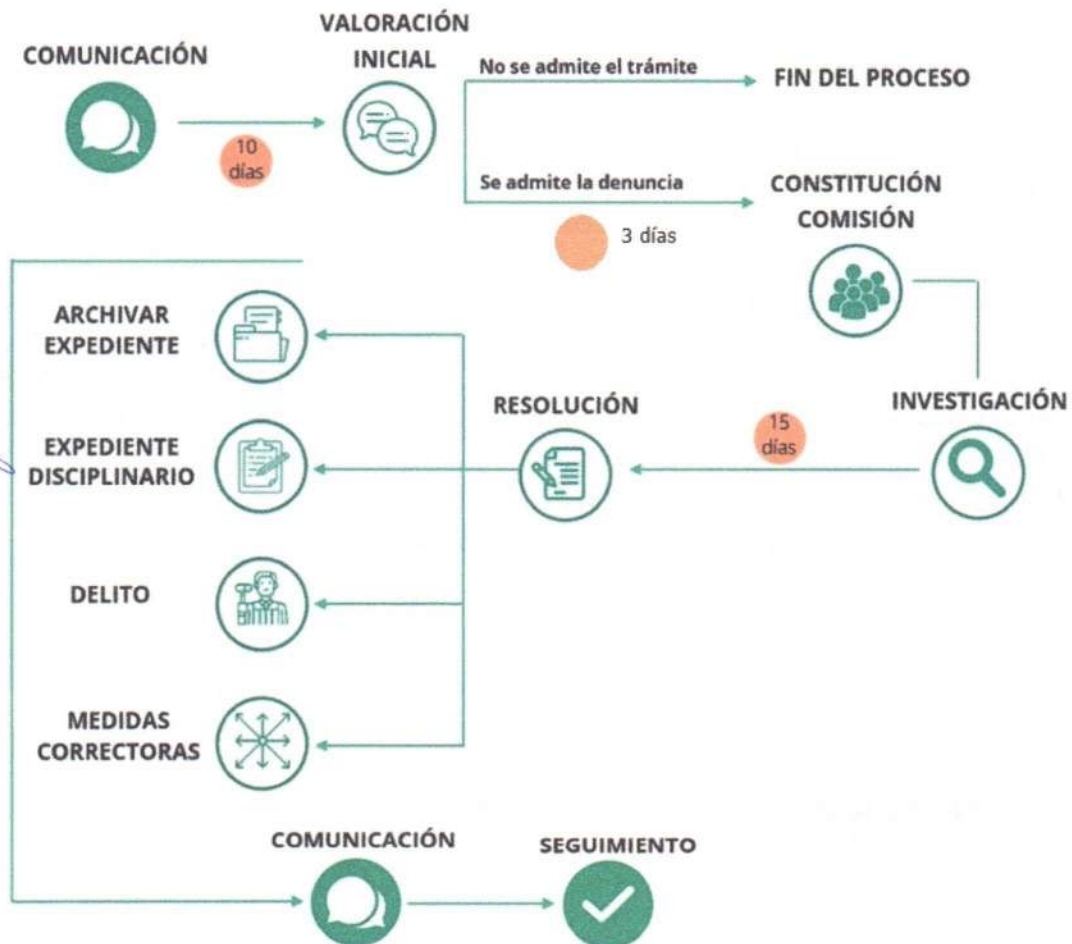 COMUNICACIÓN
10
días
VALORACIÓN
INICIAL
No se admite el trámite
FIN DEL PROCESO
Se admite la denuncia
3 días
CONSTITUCIÓN
COMISIÓN
INVESTIGACIÓN
15
días
RESOLUCIÓN
ARCHIVAR
EXPEDIENTE
EXPEDIENTE
DISCIPLINARIO
DELITO
MEDIDAS
CORRECTORAS
COMUNICACIÓN
SEGUIMIENTO